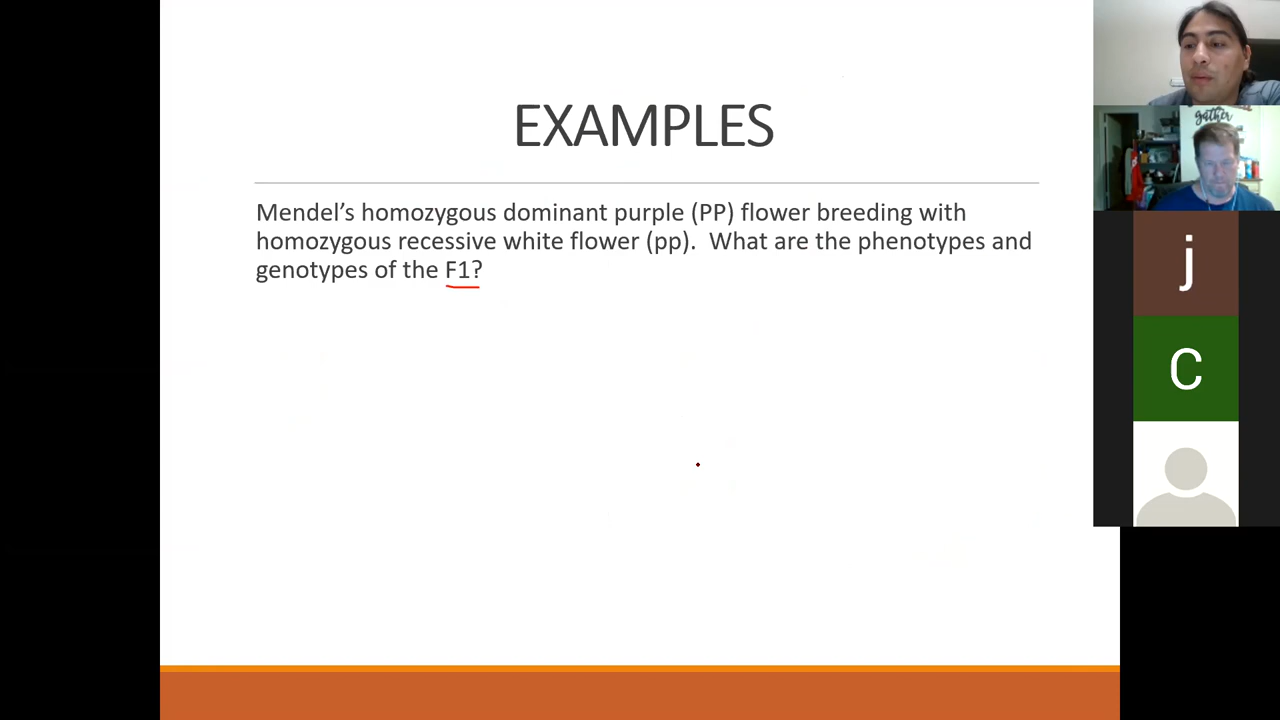 EXAMPLES
Mendel’s homozygous dominant purple (PP) flower breeding with
homozygous recessive white flower (pp).  What are the phenotypes and
genotypes of the F1?
gather
j
C